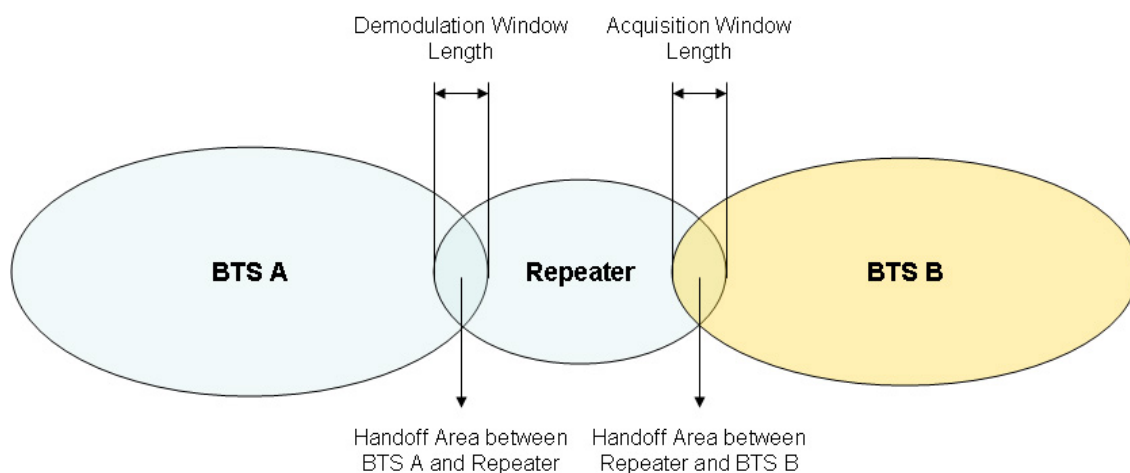 Demodulation Window
Length
Acquisition Window
Length
BTS A
Repeater
BTS B
Handoff Area between
BTS A and Repeater
Handoff Area between
Repeater and BTS B